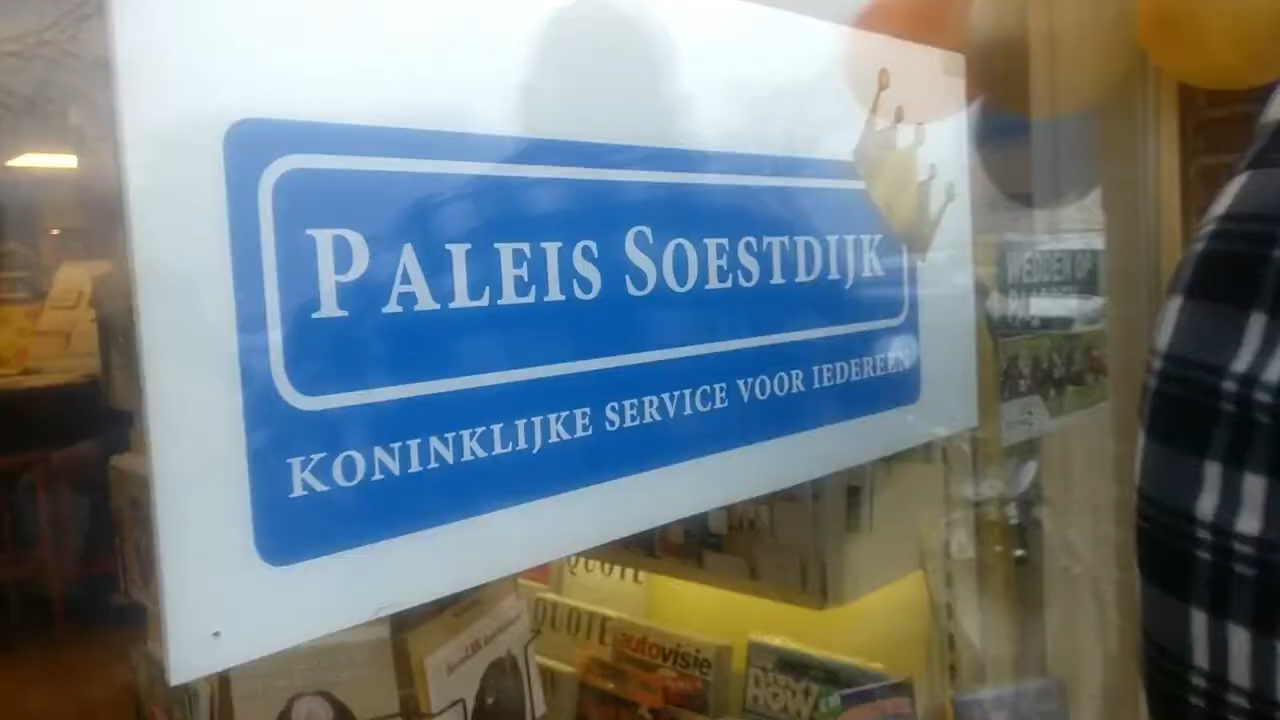 PALEIS SOESTDIJK
KONINKLIJKE SERVICE VOOR IEDEREEN
WEDDEN OP
QUOTE
QUOTE
autovisie